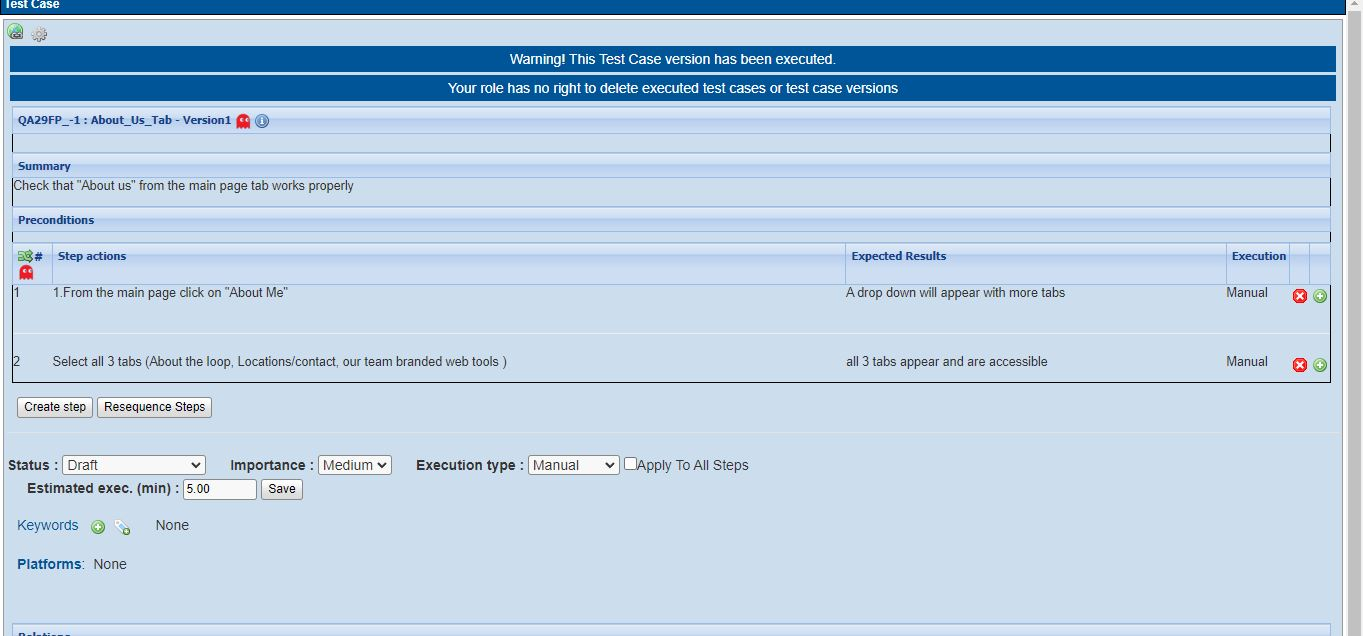 Test Case
Warning! This Test Case version has been executed.
Your role has no right to delete executed test cases or test case versions
QA29FP_-1 : About_Us_Tab - Version1
Summary
Check that "About us" from the main page tab works properly
Preconditions
# Step actions Expected Results Execution
1 1.From the main page click on "About Me" A drop down will appear with more tabs Manual
2 Select all 3 tabs (About the loop, Locations/contact, our team branded web tools ) all 3 tabs appear and are accessible Manual
Create step Resequence Steps
Status : Draft Importance : Medium Execution type : Manual Apply To All Steps
Estimated exec. (min) : 5.00 Save
Keywords None
Platforms: None
Relations